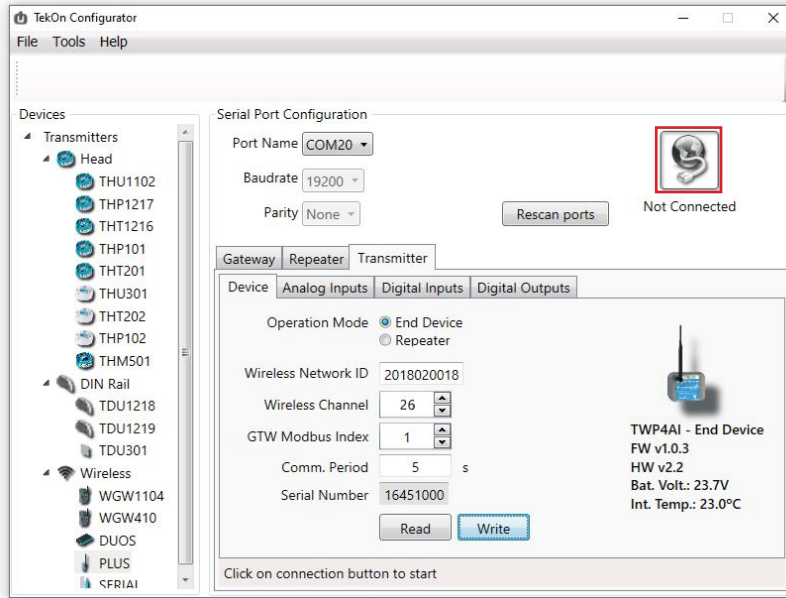 TekOn Configurator
File Tools Help
Devices
Transmitters
Head
THU1102
THP1217
THT1216
THP101
THT201
THU301
THT202
THP102
THM501
DIN Rail
TDU1218
TDU1219
TDU301
Wireless
WGW1104
WGW410
DUOS
PLUS
SERIAL
Serial Port Configuration
Port Name COM20
Baudrate 19200
Parity None
Rescan ports
Not Connected
Gateway Repeater Transmitter
Device Analog Inputs Digital Inputs Digital Outputs
Operation Mode End Device
Repeater
Wireless Network ID 2018020018
Wireless Channel 26
GTW Modbus Index 1
Comm. Period 5 s
Serial Number 16451000
Read Write
TWP4AI - End Device
FW v1.0.3
HW v2.2
Bat. Volt.: 23.7V
Int. Temp.: 23.0ºC
Click on connection button to start